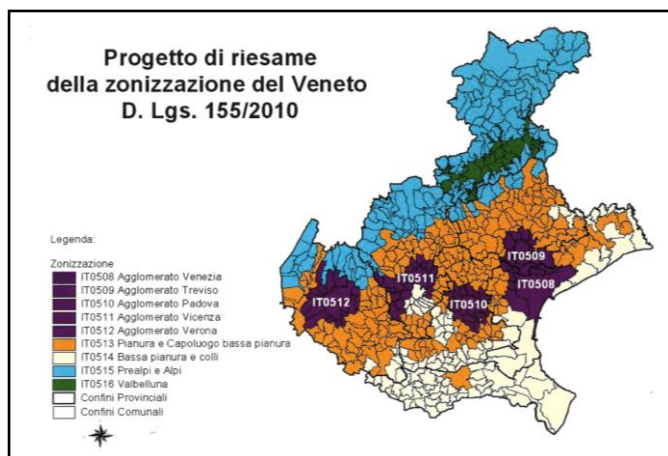 Progetto di riesame
della zonizzazione del Veneto
D. Lgs. 155/2010
Legenda:
Zonizzazione
IT0508 Agglomerato Venezia
IT0509 Agglomerato Treviso
IT0510 Agglomerato Padova
IT0511 Agglomerato Vicenza
IT0512 Agglomerato Verona
IT0513 Pianura e Capoluogo bassa pianura
IT0514 Bassa pianura e colli
IT0515 Prealpi e Alpi
IT0516 Valbelluna
Confini Provinciali
Confini Comunali
IT0509
IT0511
IT0508
IT0512
IT0510